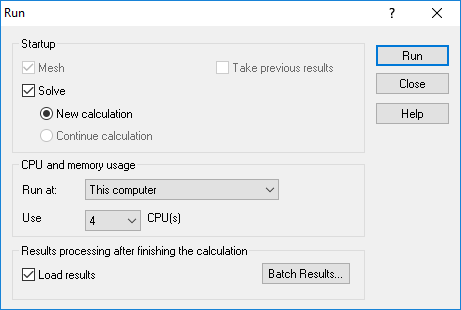 Run ?
Startup
Mesh Take previous results
Solve
New calculation
Continue calculation
CPU and memory usage
Run at: This computer
Use 4 CPU(s)
Results processing after finishing the calculation
Load results Batch Results...
Run
Close
Help